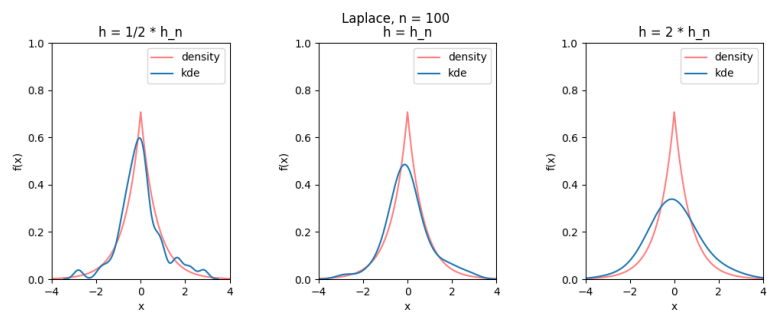 Laplace, n = 100
h = 1/2 * h_n
h = h_n
h = 2 * h_n
density
kde
density
kde
density
kde
f(x)
1.0
0.8
0.6
0.4
0.2
0.0
−4
−2
0
2
4
x
f(x)
1.0
0.8
0.6
0.4
0.2
0.0
−4
−2
0
2
4
x
f(x)
1.0
0.8
0.6
0.4
0.2
0.0
−4
−2
0
2
4
x